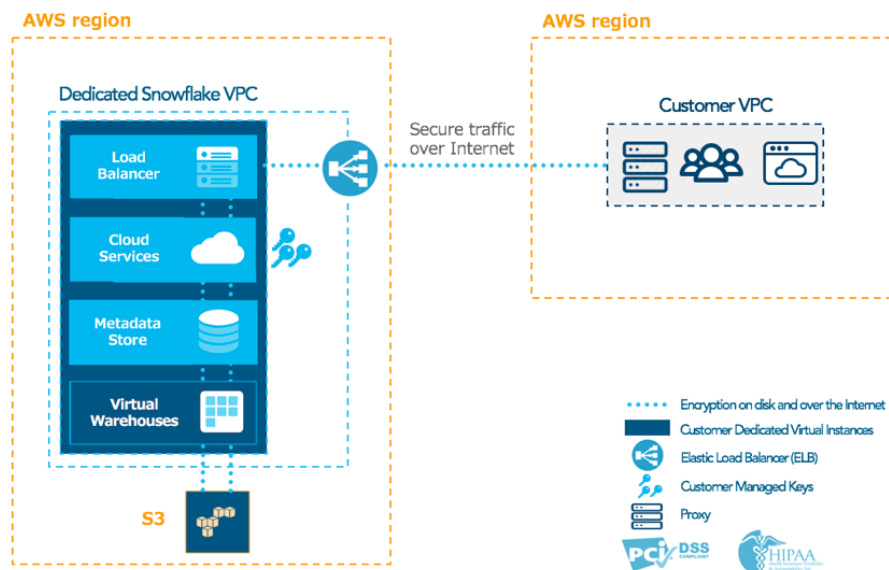 AWS region
AWS region
Dedicated Snowflake VPC
Load
Balancer
Cloud
Services
Metadata
Store
Virtual
Warehouses
S3
Secure traffic
over Internet
Customer VPC
Encryption on disk and over the Internet
Customer Dedicated Virtual Instances
Elastic Load Balancer (ELB)
Customer Managed Keys
Proxy
PCI
DSS
COMPLIANT
HIPAA